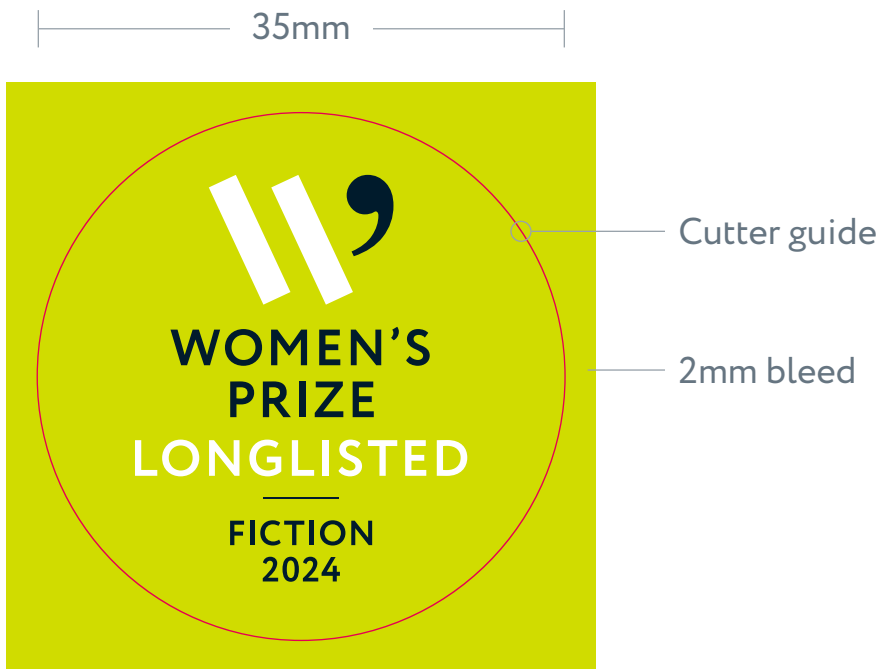 35mm
WOMEN’S
PRIZE
LONGLISTED
FICTION
2024
Cutter guide
2mm bleed